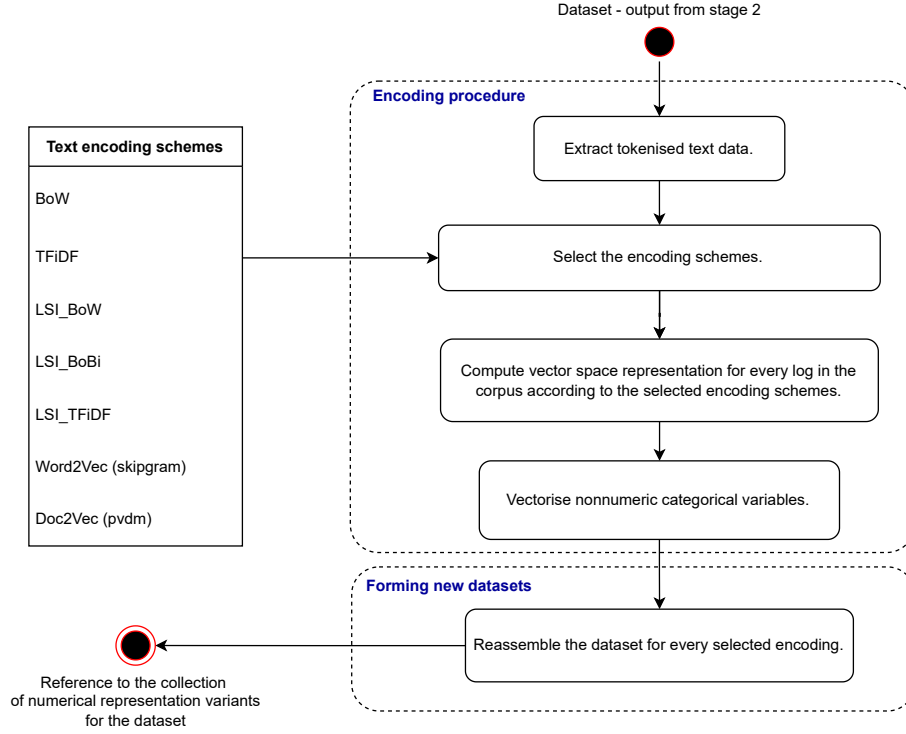 Dataset - output from stage 2
Encoding procedure
Extract tokenised text data.
Text encoding schemes
BoW
TFiDF
LSI_BoW
LSI_BoBi
LSI_TFiDF
Word2Vec (skipgram)
Doc2Vec (pvdm)
Select the encoding schemes.
Compute vector space representation for every log in the
corpus according to the selected encoding schemes.
Vectorise nonnumeric categorical variables.
Forming new datasets
Reassemble the dataset for every selected encoding.
Reference to the collection
of numerical representation variants
for the dataset